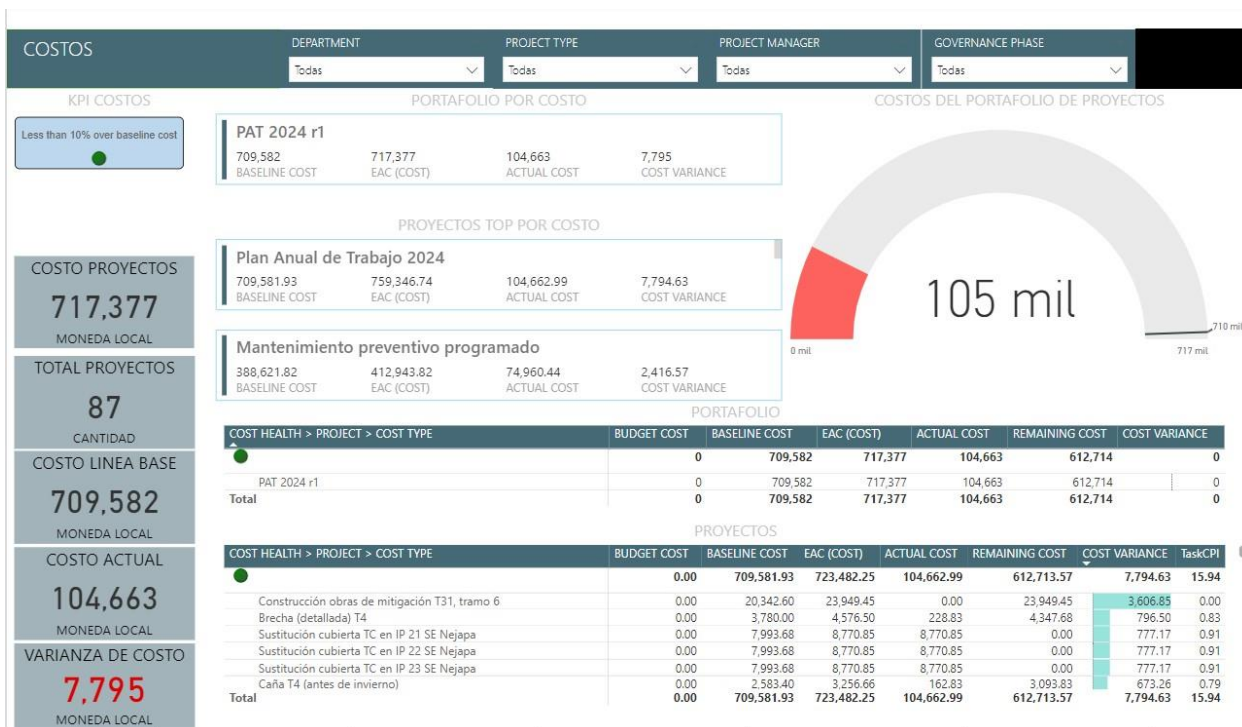 COSTOS
DEPARTMENT PROJECT TYPE PROJECT MANAGER GOVERNANCE PHASE
Todas Todas Todas Todas
KPI COSTOS
Less than 10% over baseline cost
COSTO PROYECTOS
717,377
MONEDA LOCAL
TOTAL PROYECTOS
87
CANTIDAD
COSTO LINEA BASE
709,582
MONEDA LOCAL
COSTO ACTUAL
104,663
MONEDA LOCAL
VARIANZA DE COSTO
7,795
MONEDA LOCAL
PORTAFOLIO POR COSTO
PAT 2024 r1
709,582 717,377 104,663 7,795
BASELINE COST EAC (COST) ACTUAL COST COST VARIANCE
PROYECTOS TOP POR COSTO
Plan Anual de Trabajo 2024
709,581.93 759,346.74 104,662.99 7,794.63
BASELINE COST EAC (COST) ACTUAL COST COST VARIANCE
Mantenimiento preventivo programado
388,621.82 412,943.82 74,960.44 2,416.57
BASELINE COST EAC (COST) ACTUAL COST COST VARIANCE
COSTOS DEL PORTAFOLIO DE PROYECTOS
105 mil
710 mil
0 mil 717 mil
PORTAFOLIO
COST HEALTH > PROJECT > COST TYPE BUDGET COST BASELINE COST EAC (COST) ACTUAL COST REMAINING COST COST VARIANCE
0 709,582 717,377 104,663 612,714 0
PAT 2024 r1 0 709,582 717,377 104,663 612,714 0
Total 0 709,582 717,377 104,663 612,714 0
PROYECTOS
COST HEALTH > PROJECT > COST TYPE BUDGET COST BASELINE COST EAC (COST) ACTUAL COST REMAINING COST COST VARIANCE TaskCPI
0.00 709,581.93 723,482.25 104,662.99 612,713.57 7,794.63 15.94
Construcción obras de mitigación T31, tramo 6 0.00 20,342.60 23,949.45 0.00 23,949.45 3,606.85 0.00
Brecha (detallada) T4 0.00 3,780.00 4,576.50 228.83 4,347.68 796.50 0.83
Sustitución cubierta TC en IP 21 SE Nejapa 0.00 7,993.68 8,770.85 8,770.85 0.00 777.17 0.91
Sustitución cubierta TC en IP 22 SE Nejapa 0.00 7,993.68 8,770.85 8,770.85 0.00 777.17 0.91
Sustitución cubierta TC en IP 23 SE Nejapa 0.00 7,993.68 8,770.85 8,770.85 0.00 777.17 0.91
Caña T4 (antes de invierno) 0.00 2,583.40 3,256.66 162.83 3,093.83 673.26 0.79
Total 0.00 709,581.93 723,482.25 104,662.99 612,713.57 7,794.63 15.94